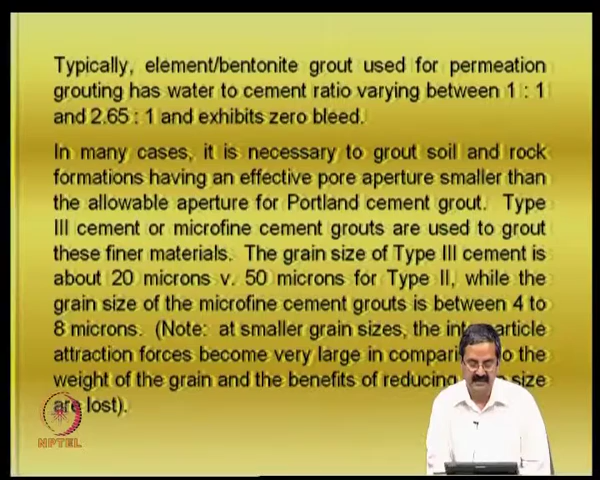 Typically, element/bentonite grout used for permeation
grouting has water to cement ratio varying between 1 : 1
and 2.65 : 1 and exhibits zero bleed.
In many cases, it is necessary to grout soil and rock
formations having an effective pore aperture smaller than
the allowable aperture for Portland cement grout. Type
III cement or microfine cement grouts are used to grout
these finer materials. The grain size of Type III cement is
about 20 microns v. 50 microns for Type II, while the
grain size of the microfine cement grouts is between 4 to
8 microns. (Note: at smaller grain sizes, the
attraction forces become very large in to the
weight of the grain and the benefits of reducing size
are lost).
NPTEL